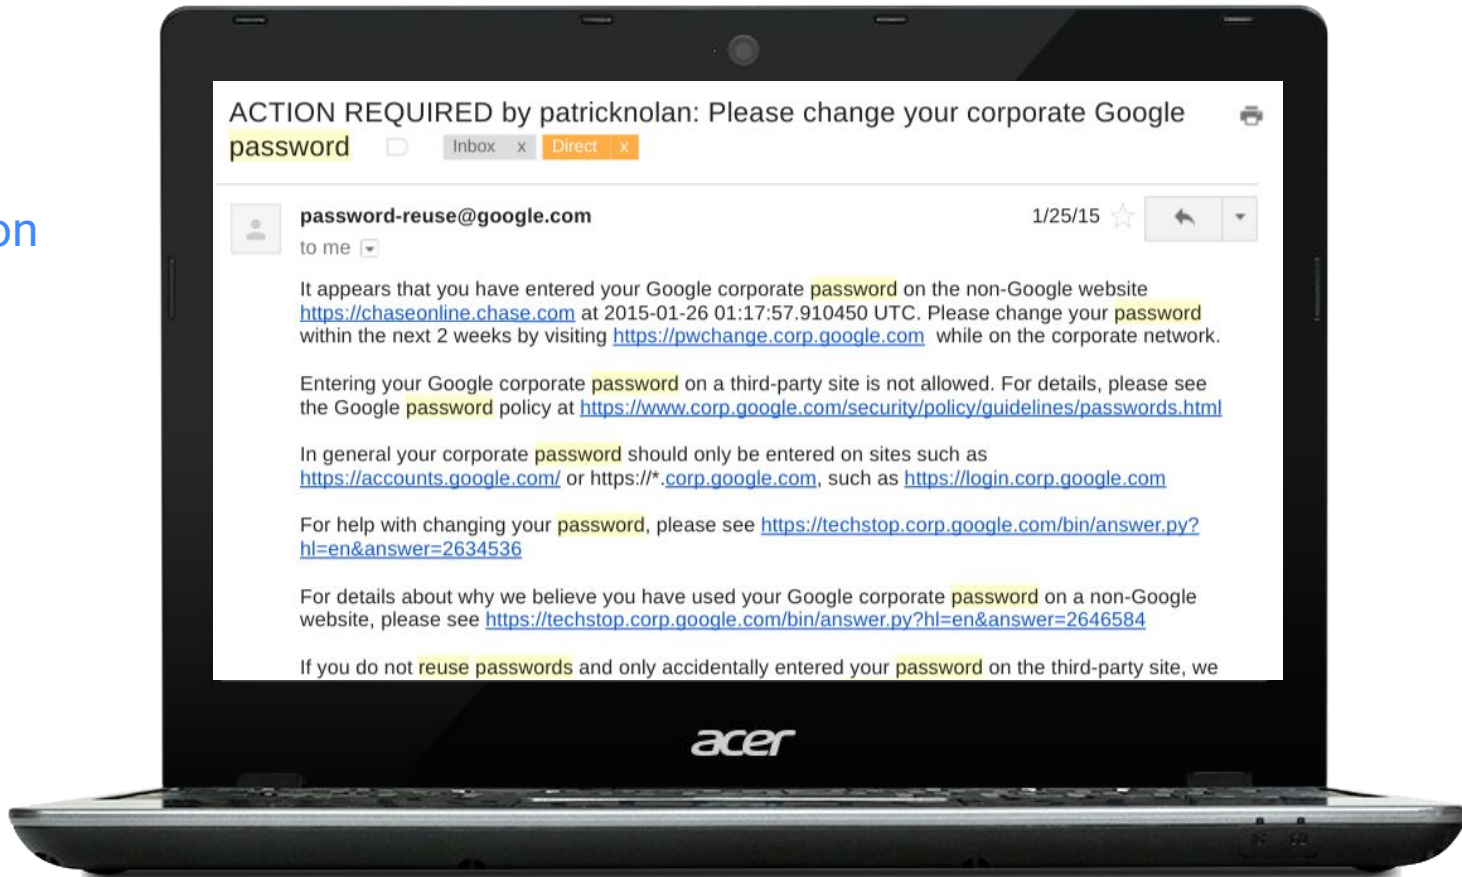 ACTION REQUIRED by patricknolan: Please change your corporate Google
password Inbox x Direct x
on
password-reuse@google.com 1/25/15
to me
It appears that you have entered your Google corporate password on the non-Google website
https://chaseonline.chase.com at 2015-01-26 01:17:57.910450 UTC. Please change your password
within the next 2 weeks by visiting https://pwchange.corp.google.com while on the corporate network.
Entering your Google corporate password on a third-party site is not allowed. For details, please see
the Google password policy at https://www.corp.google.com/security/policy/guidelines/passwords.html
In general your corporate password should only be entered on sites such as
https://accounts.google.com/ or https://*.corp.google.com, such as https://login.corp.google.com
For help with changing your password, please see https://techstop.corp.google.com/bin/answer.py?
hl=en&answer=2634536
For details about why we believe you have used your Google corporate password on a non-Google
website, please see https://techstop.corp.google.com/bin/answer.py?hl=en&answer=2646584
If you do not reuse passwords and only accidentally entered your password on the third-party site, we
acer